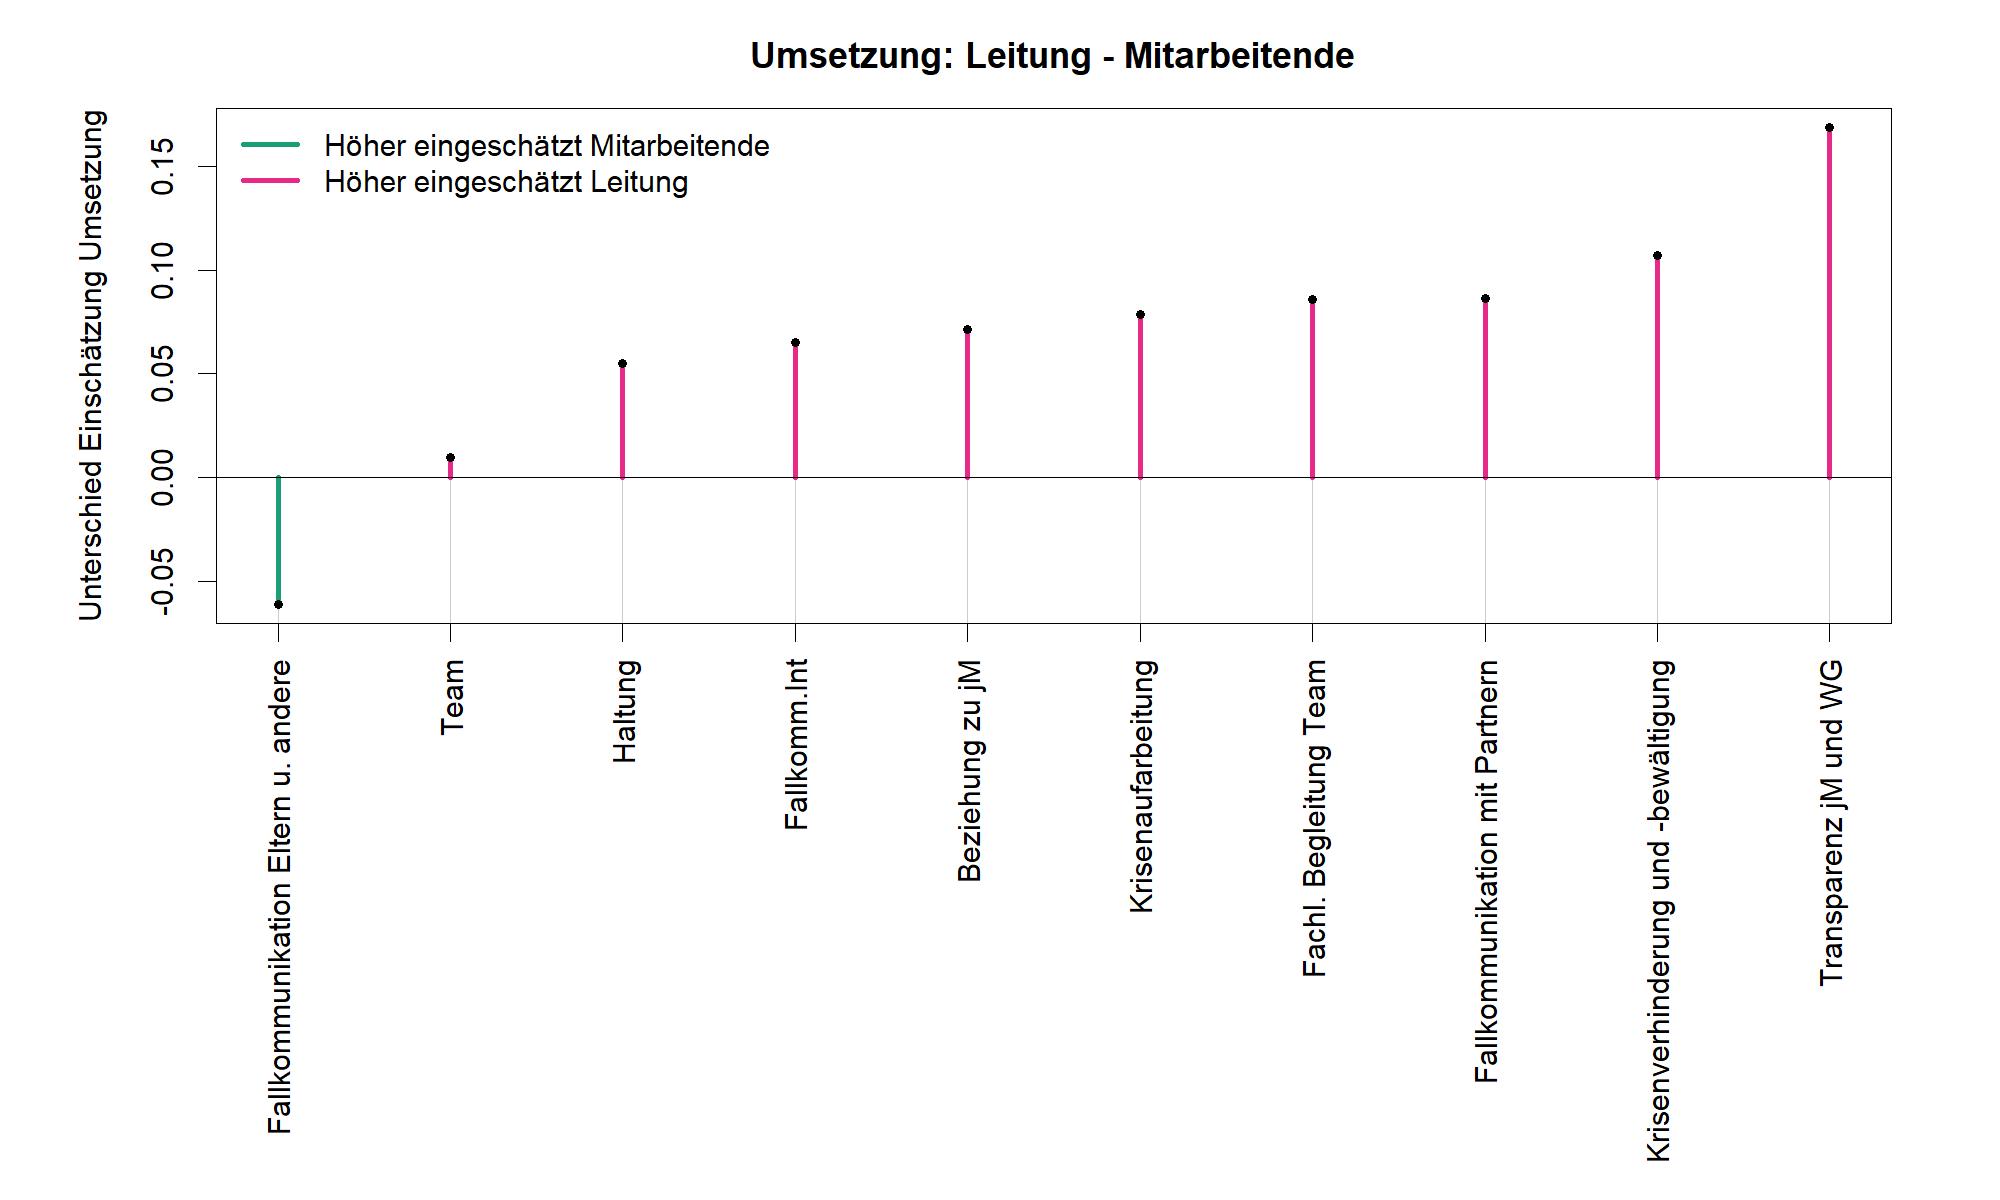 Umsetzung: Leitung - Mitarbeitende
Höher eingeschätzt Mitarbeitende
Höher eingeschätzt Leitung
Unterschied Einschätzung Umsetzung
0.15
0.10
0.05
0.00
-0.05
Fallkommunikation Eltern u. andere
Team
Haltung
Fallkomm.Int
Beziehung zu jM
Krisenaufarbeitung
Fachl. Begleitung Team
Fallkommunikation mit Partnern
Krisenverhinderung und -bewältigung
Transparenz jM und WG